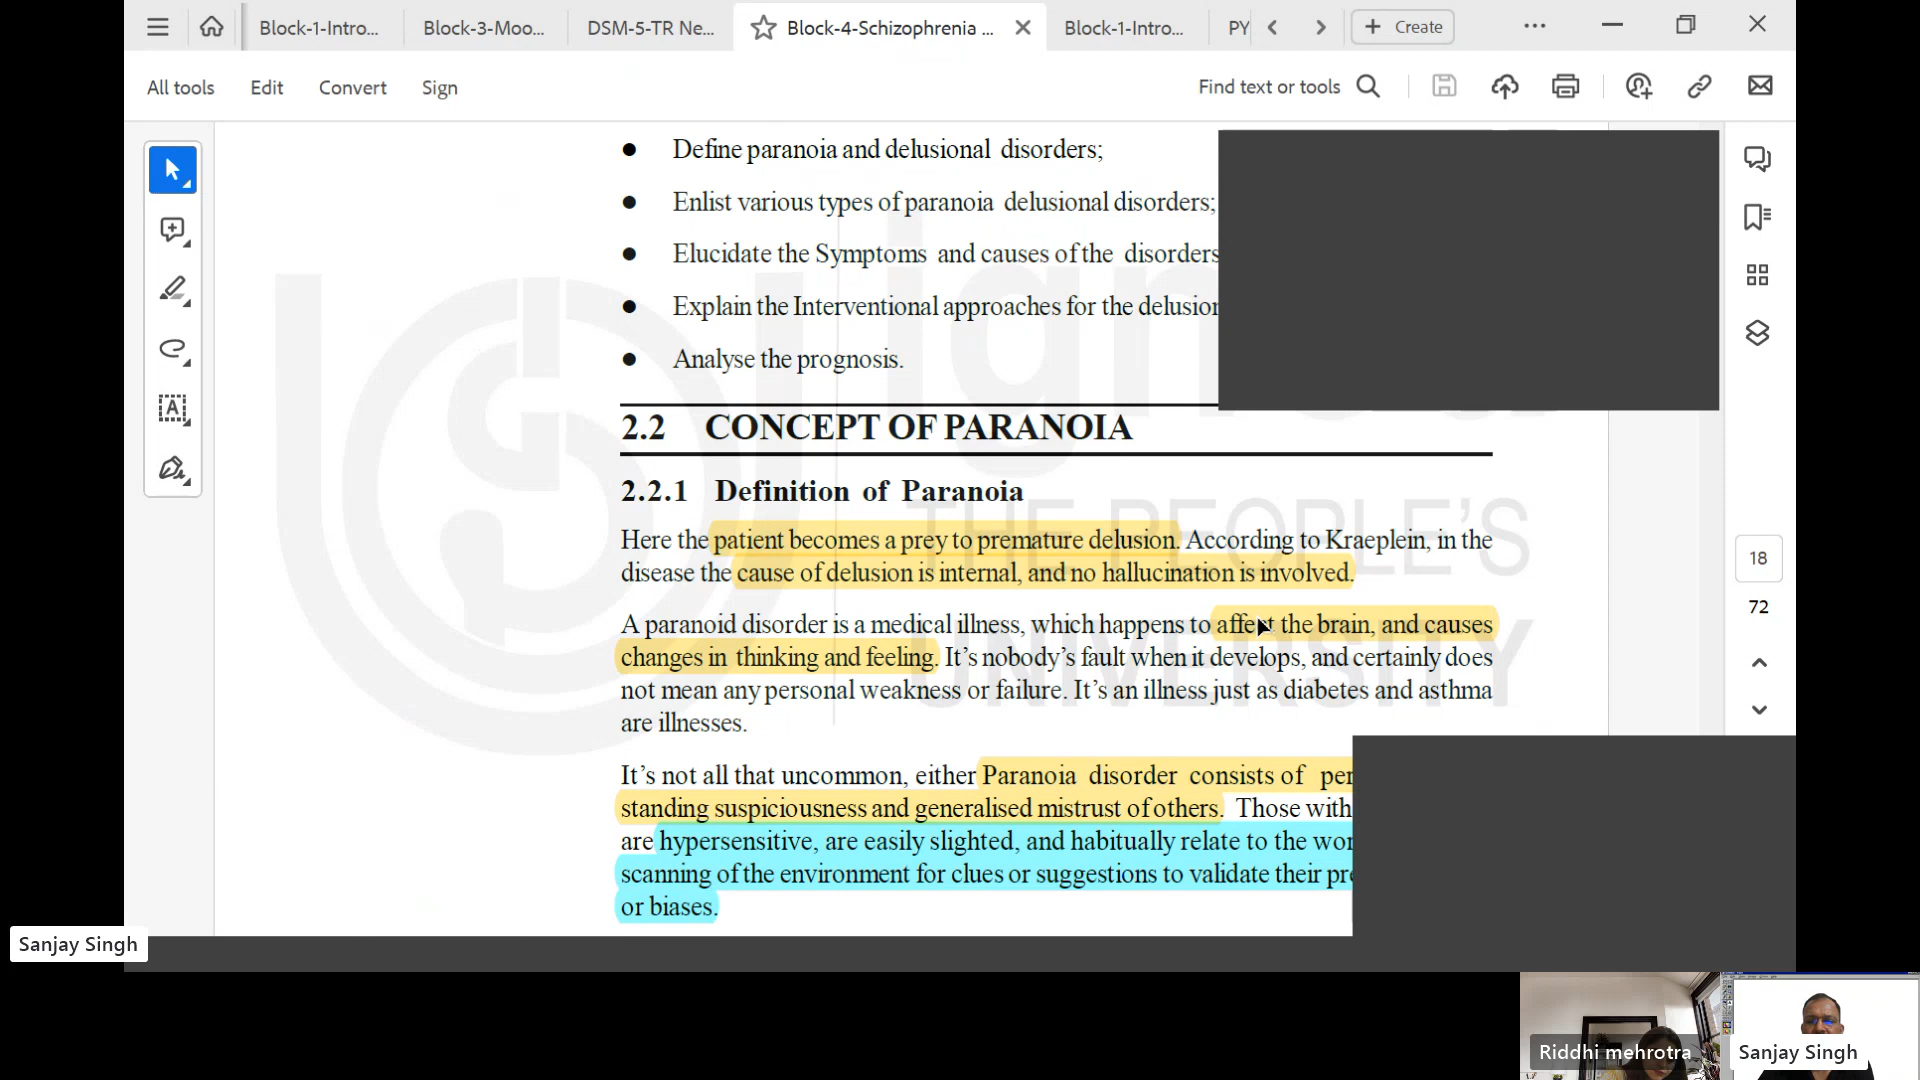 Block-1-Intro...
Block-3-Moo...
DSM-5-TR Ne...
Block-4-Schizophrenia ...
Block-1-Intro...
PY
Create
All tools
Edit
Convert
Sign
Find text or tools
● Define paranoia and delusional disorders;
● Enlist various types of paranoia delusional disorders;
● Elucidate the Symptoms and causes of the disorders
● Explain the Interventional approaches for the delusion
● Analyse the prognosis.
2.2 CONCEPT OF PARANOIA
2.2.1 Definition of Paranoia
Here the patient becomes a prey to premature delusion. According to Kraeplein, in the
disease the cause of delusion is internal, and no hallucination is involved.
A paranoid disorder is a medical illness, which happens to affect the brain, and causes
changes in thinking and feeling. It's nobody's fault when it develops, and certainly does
not mean any personal weakness or failure. It's an illness just as diabetes and asthma
are illnesses.
It's not all that uncommon, either Paranoia disorder consists of per
standing suspiciousness and generalised mistrust of others. Those with
are hypersensitive, are easily slighted, and habitually relate to the wor
scanning of the environment for clues or suggestions to validate their pre
or biases.
ignou
THE PEOPLE'S
UNIVERSITY
18
72
Sanjay Singh
Riddhi mehrotra
Sanjay Singh